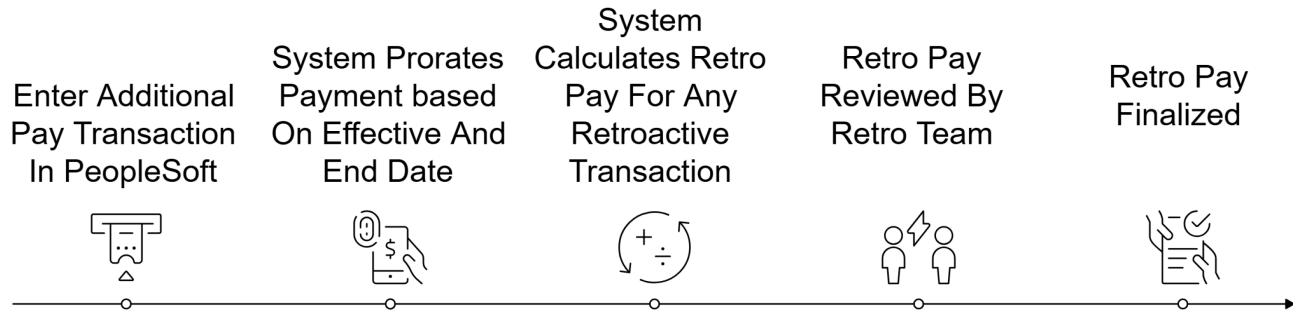 Enter Additional
Pay Transaction
In PeopleSoft
System Prorates
Payment based
On Effective And
End Date
System
Calculates Retro
Pay For Any
Retroactive
Transaction
Retro Pay
Reviewed By
Retro Team
Retro Pay
Finalized
$